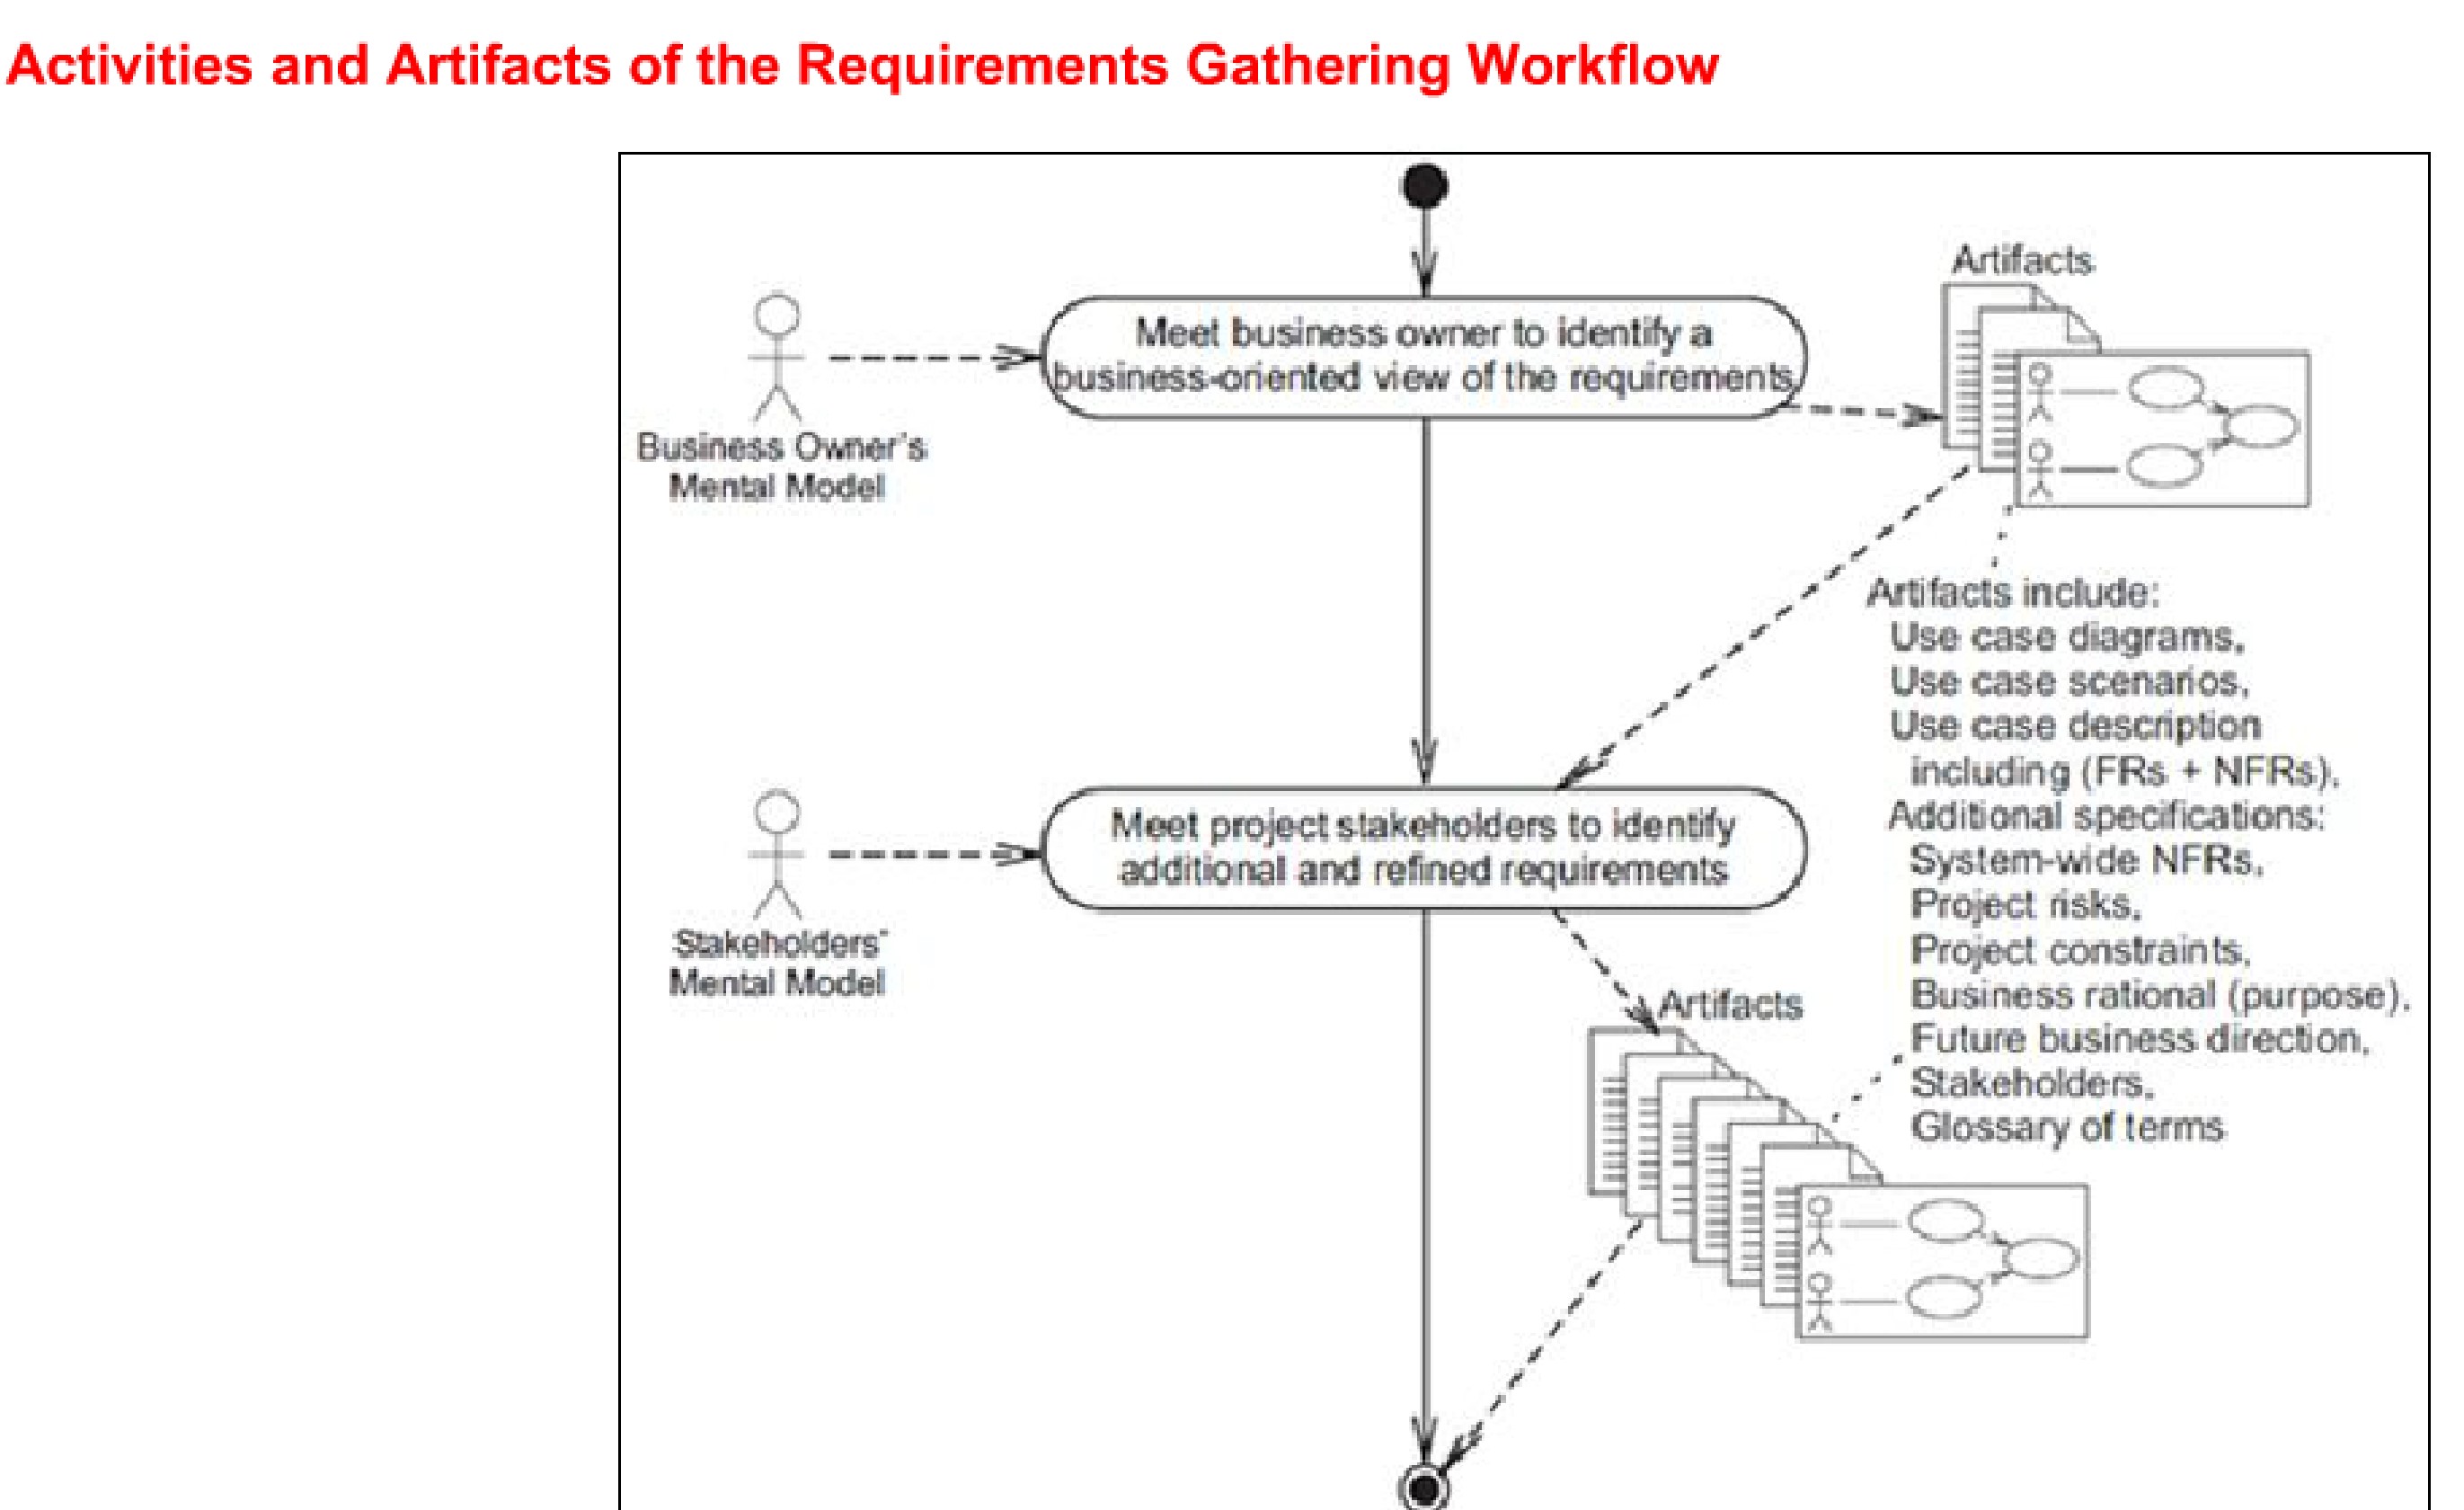 Activities and Artifacts of the Requirements Gathering Workflow
Artifacts
Meet business owner to identify a
business-oriented view of the requirements
Business Owner's
Mental Model
Artifacts include:
Use case diagrams,
Use case scenarios,
Use case description
including (FRs + NFRs),
Additional specifications:
System-wide NFRs,
Project risks,
Project constraints,
Business rational (purpose),
Future business direction,
Stakeholders,
Glossary of terms
Meet project stakeholders to identify
additional and refined requirements
Stakeholders'
Mental Model
Artifacts